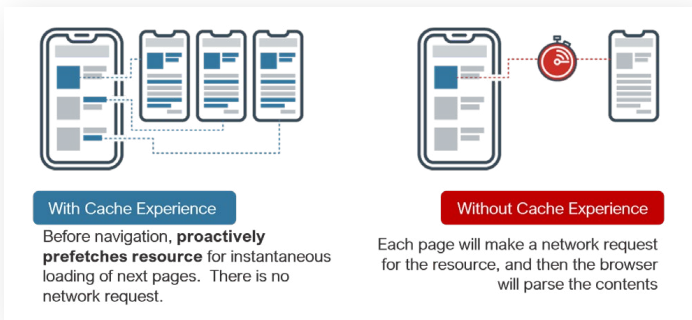 With Cache Experience
Before navigation, proactively
prefetches resource for instantaneous
loading of next pages.  There is no
network request.
Without Cache Experience
Each page will make a network request
for the resource, and then the browser
will parse the contents